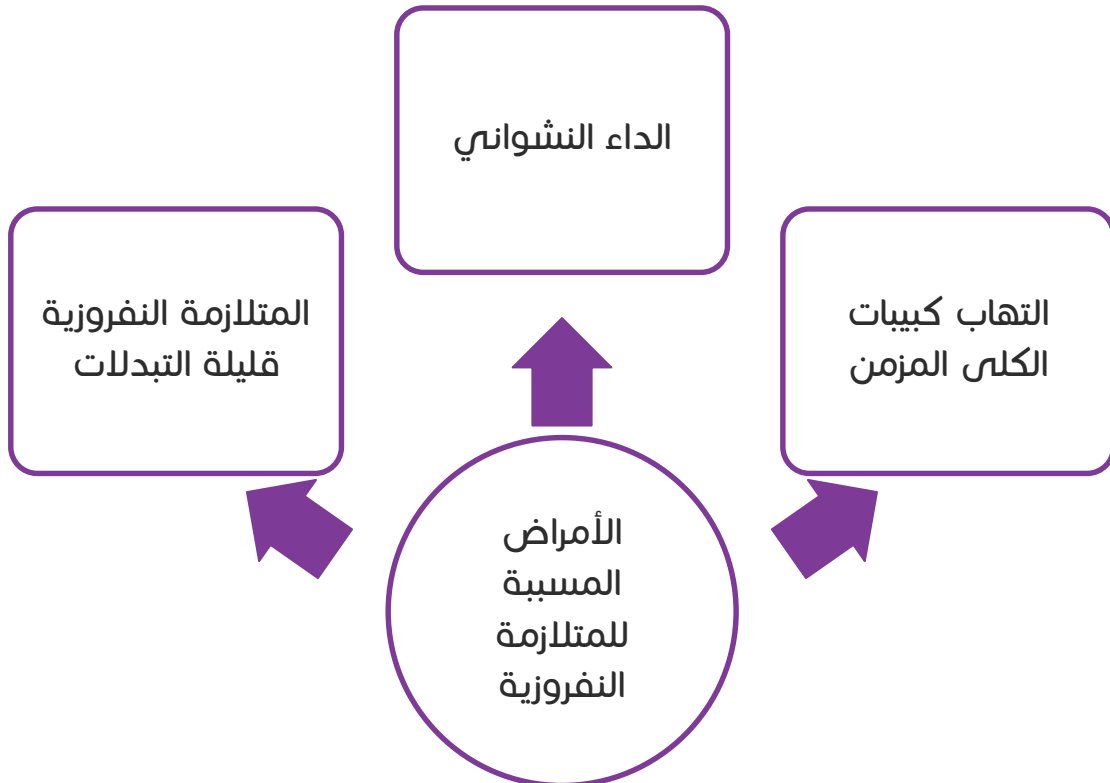 الداء النشواني
التهاب كبيبات
الكلى المزمن
المتلازمة النفروزية
قليلة التبدلات
الأمراض
المسببة
للمتلازمة
النفروزية